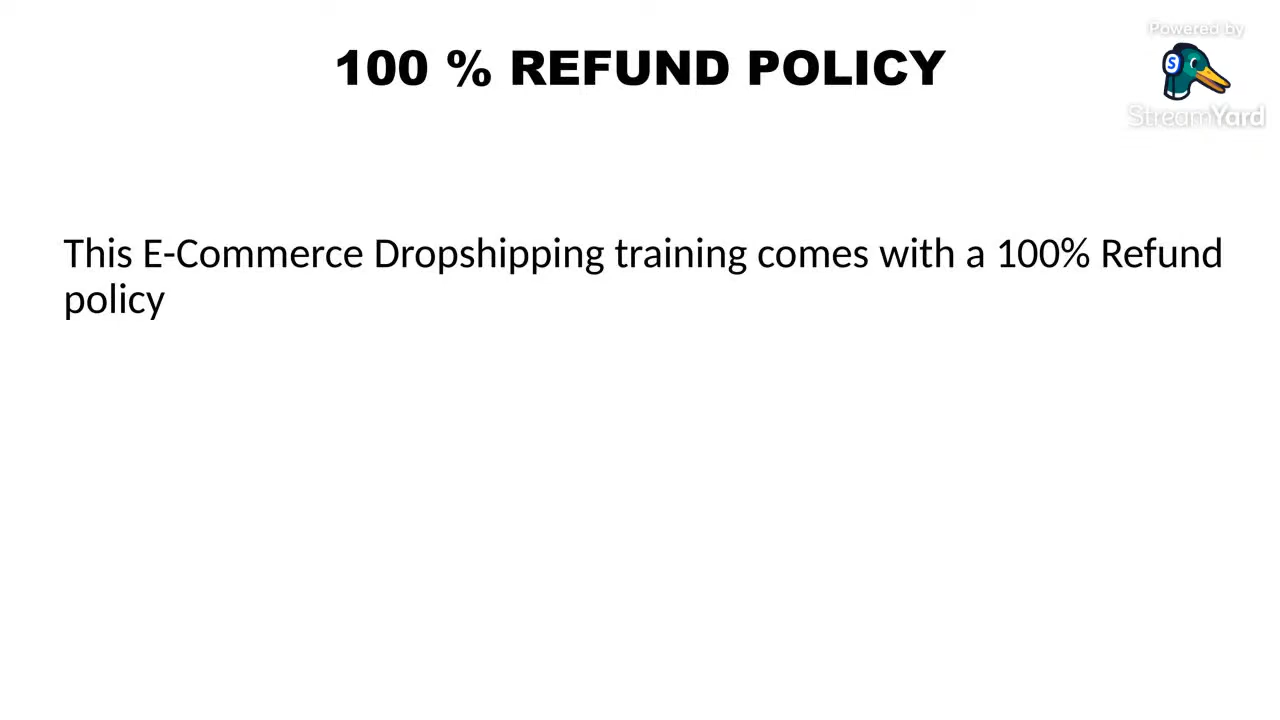 Powered by
100 % REFUND POLICY
S
StreamYard
This E-Commerce Dropshipping training comes with a 100% Refund
policy